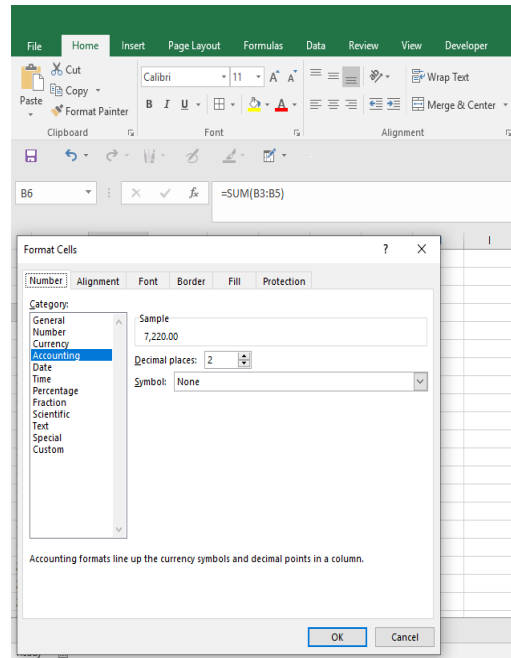 File Home Insert Page Layout Formulas Data Review View Developer
Cut
Copy
Format Painter
Paste
Calibri 11 A A
B I U A
Wrap Text
Merge & Center
Clipboard Font Alignment
B6 fx =SUM(B3:B5)
I
Format Cells ? X
Number Alignment Font Border Fill Protection
Category:
General
Number
Currency
Accounting
Date
Time
Percentage
Fraction
Scientific
Text
Special
Custom
Sample
7,220.00
Decimal places: 2
Symbol: None
Accounting formats line up the currency symbols and decimal points in a column.
OK Cancel